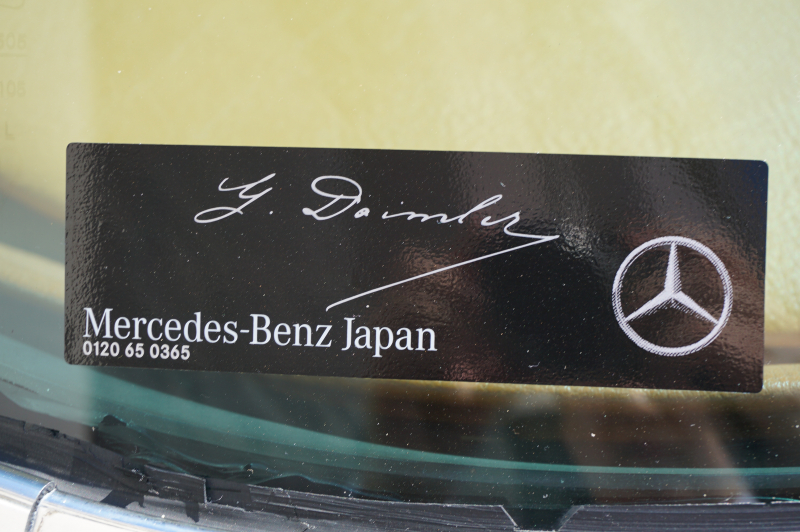 G. Daimler
Mercedes-Benz Japan
0120 65 0365